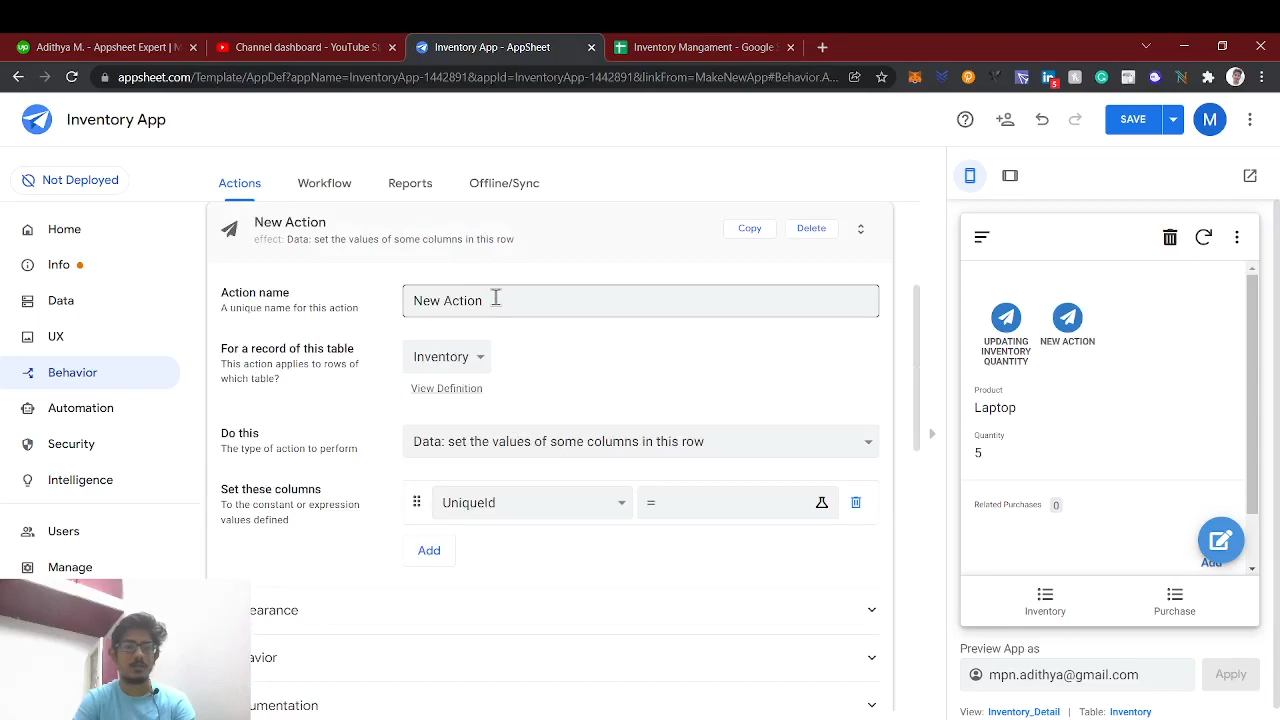 Adithya M. - Appsheet Expert |
Channel dashboard - YouTube St
Inventory App - AppSheet
Inventory Mangament - Google
appsheet.com/Template/AppDef?appName=InventoryApp-1442891&appId=InventoryApp-1442891&linkFrom=MakeNewApp#Behavior.A...
5
Inventory App
SAVE
M
Not Deployed
Actions
Workflow
Reports
Offline/Sync
Home
Info
Data
UX
Behavior
Automation
Security
Intelligence
Users
Manage
New Action
effect: Data: set the values of some columns in this row
Copy
Delete
Action name
A unique name for this action
New Action
For a record of this table
This action applies to rows of
which table?
Inventory
View Definition
Do this
The type of action to perform
Data: set the values of some columns in this row
Set these columns
To the constant or expression
values defined
UniqueId
=
Add
earance
avior
umentation
UPDATING
INVENTORY
QUANTITY
NEW ACTION
Product
Laptop
Quantity
5
Related Purchases 0
Add
Inventory
Purchase
Preview App as
mpn.adithya@gmail.com
Apply
View: Inventory_Detail | Table: Inventory